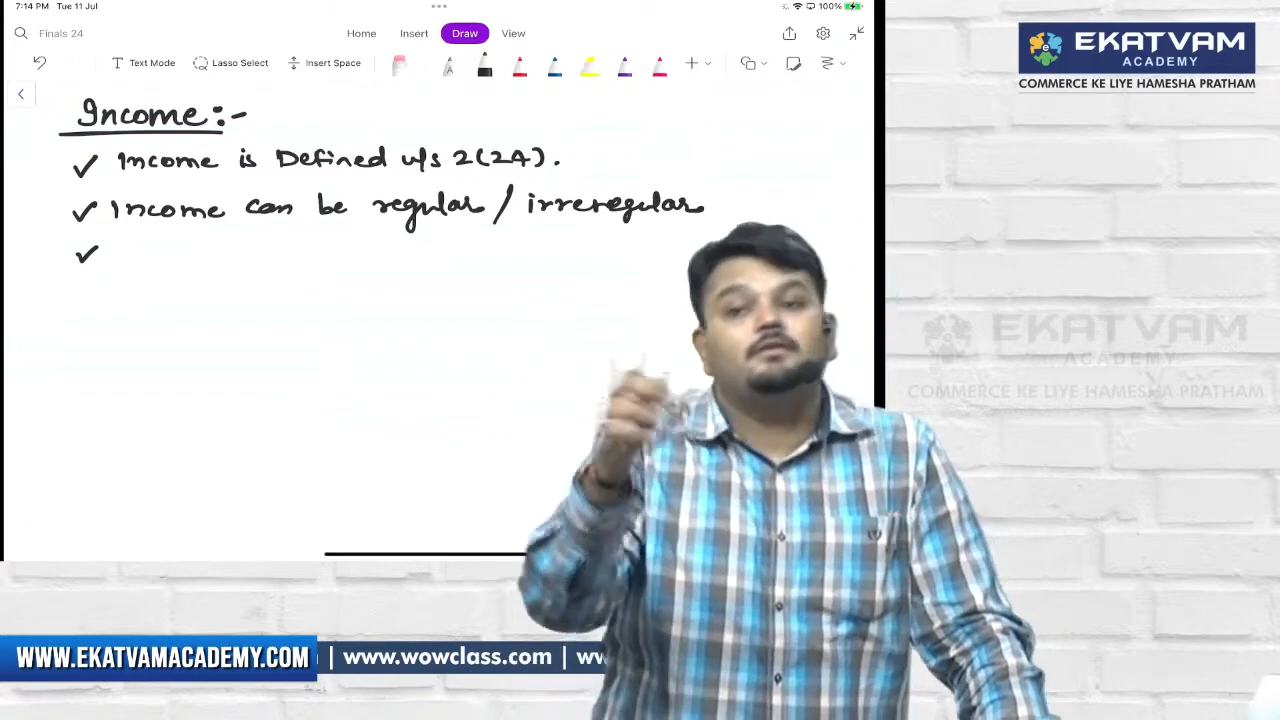 7:14 PM Tue 11 Jul
100%
Finals 24
Home Insert Draw View
Text Mode Lasso Select Insert Space
Income :-
✓ Income is Defined u/s 2(24).
✓ Income can be regular / irreregular
✓
EKATVAM
ACADEMY
COMMERCE KE LIYE HAMESHA PRATHAM
EKATVAM
ACADEMY
COMMERCE KE LIYE HAMESHA PRATHAM
WWW.EKATVAMACADEMY.COM | www.wowclass.com | ww